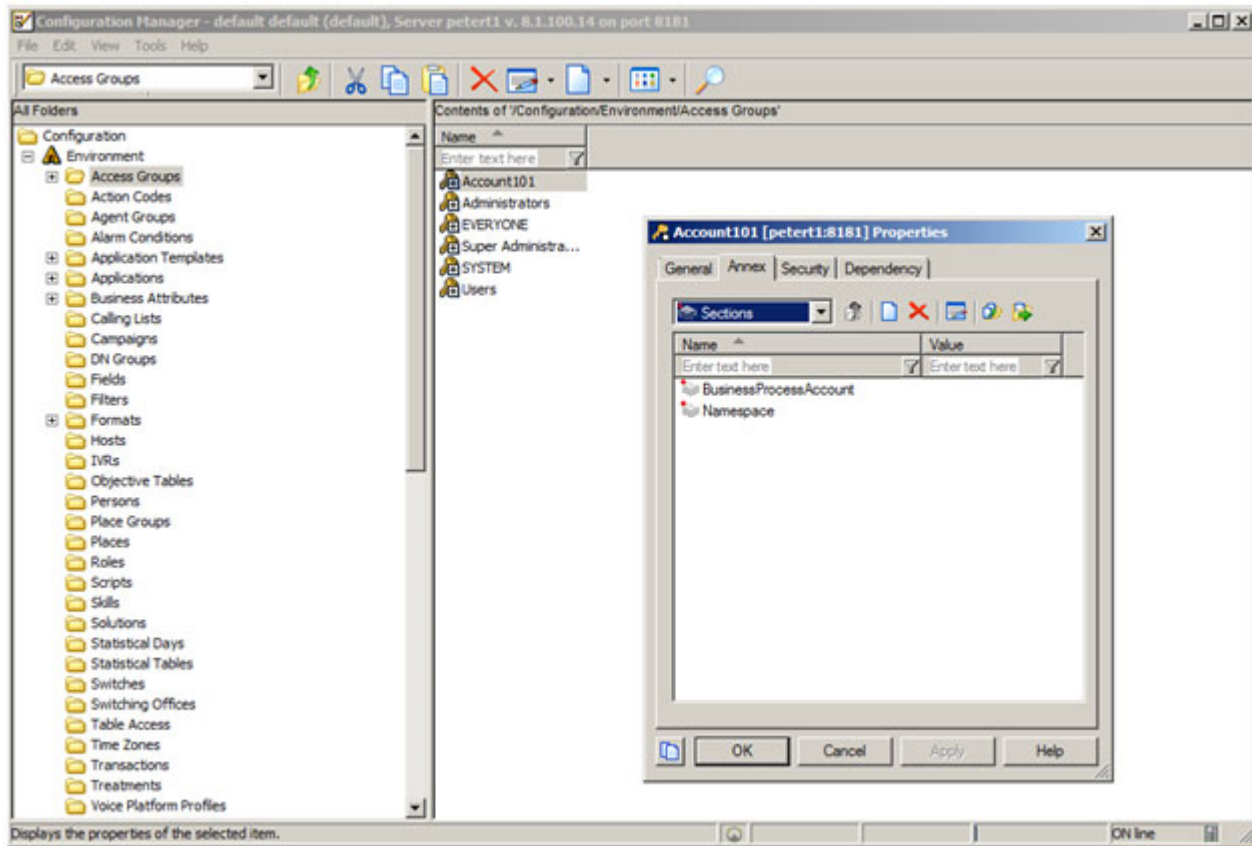 Configuration Manager - default default (default), Server petert1 v. 8.1.100.14 on port 8181
File Edit View Tools Help
Access Groups
All Folders
Configuration
Environment
Access Groups
Action Codes
Agent Groups
Alarm Conditions
Application Templates
Applications
Business Attributes
Calling Lists
Campaigns
DN Groups
Fields
Filters
Formats
Hosts
IVRs
Objective Tables
Persons
Place Groups
Places
Roles
Scripts
Skills
Solutions
Statistical Days
Statistical Tables
Switches
Switching Offices
Table Access
Time Zones
Transactions
Treatments
Voice Platform Profiles
Contents of '/Configuration/Environment/Access Groups'
Name
Enter text here
Account101
Administrators
EVERYONE
Super Administra...
SYSTEM
Users
Account101 [petert1:8181] Properties
General Annex Security Dependency
Sections
Name Value
Enter text here Enter text here
BusinessProcessAccount
Namespace
OK Cancel Apply Help
Displays the properties of the selected item.
ON line